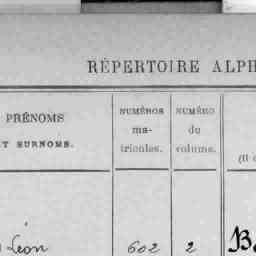 RÉPERTOIRE ALPH
PRÉNOMS
ET SURNOMS.
NUMÉROS
ma-
tricules.
NUMÉRO
du
volume.
Léon
602
2